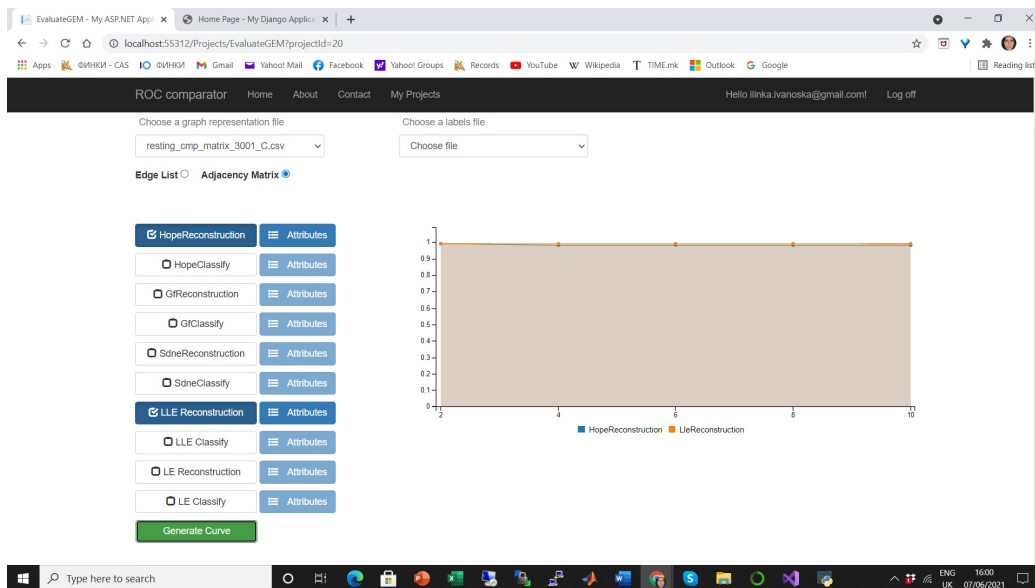 EvaluateGEM - My ASP.NET Appl
Home Page - My Django Applica
localhost:55312/Projects/EvaluateGEM?projectId=20
Apps ФИНКИ - CAS ФИНКИ Gmail Yahoo! Mail Facebook Yahoo! Groups Records YouTube Wikipedia TIME.mk Outlook Google Reading list
ROC comparator Home About Contact My Projects Hello ilinka.ivanoska@gmail.com! Log off
Choose a graph representation file Choose a labels file
resting_cmp_matrix_3001_C.csv Choose file
Edge List Adjacency Matrix
HopeReconstruction Attributes
HopeClassify Attributes
GfReconstruction Attributes
GfClassify Attributes
SdneReconstruction Attributes
SdneClassify Attributes
LLE Reconstruction Attributes
LLE Classify Attributes
LE Reconstruction Attributes
LE Classify Attributes
Generate Curve
1
0.9
0.8
0.7
0.6
0.5
0.4
0.3
0.2
0.1
0
2 4 6 8 10
HopeReconstruction LleReconstruction
Type here to search
ENG 16:00
UK 07/06/2021